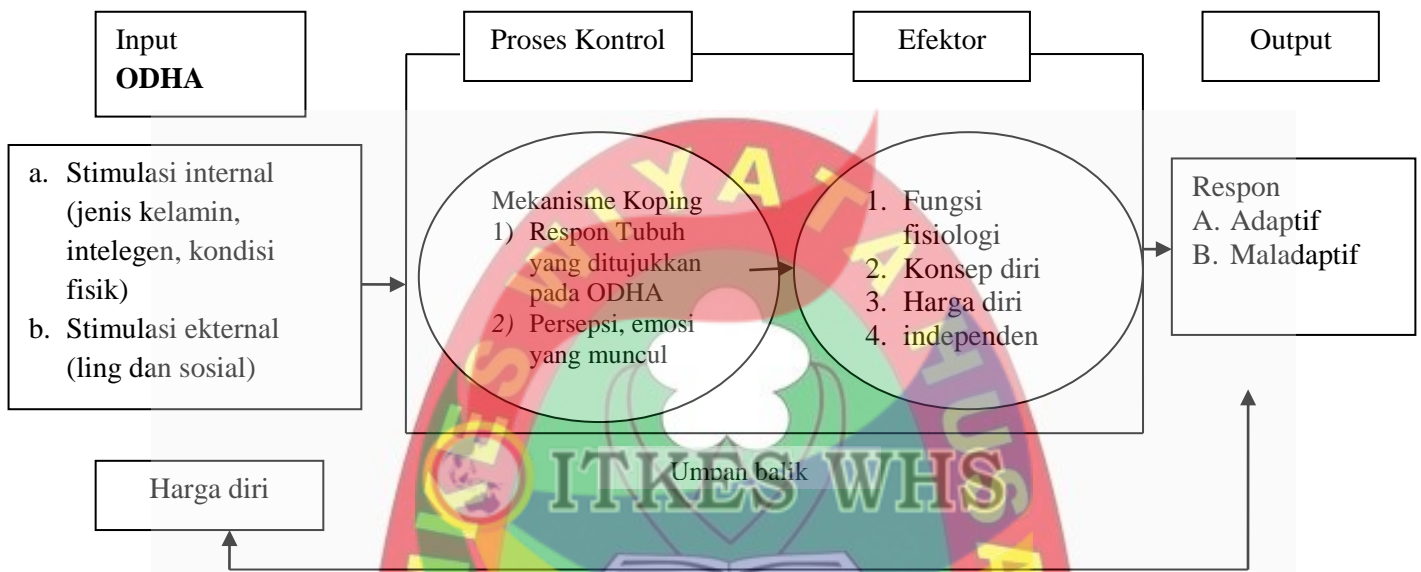 Input
ODHA
Proses Kontrol
Efektor
Output
a. Stimulasi internal
(jenis kelamin,
intelegen, kondisi
fisik)
b. Stimulasi ekternal
(ling dan sosial)
Mekanisme Koping
1) Respon Tubuh
yang ditujukkan
pada ODHA
2) Persepsi, emosi
yang muncul
1. Fungsi
fisiologi
2. Konsep diri
3. Harga diri
4. independen
Respon
A. Adaptif
B. Maladaptif
Umpan balik
Harga diri
ITKES WHS